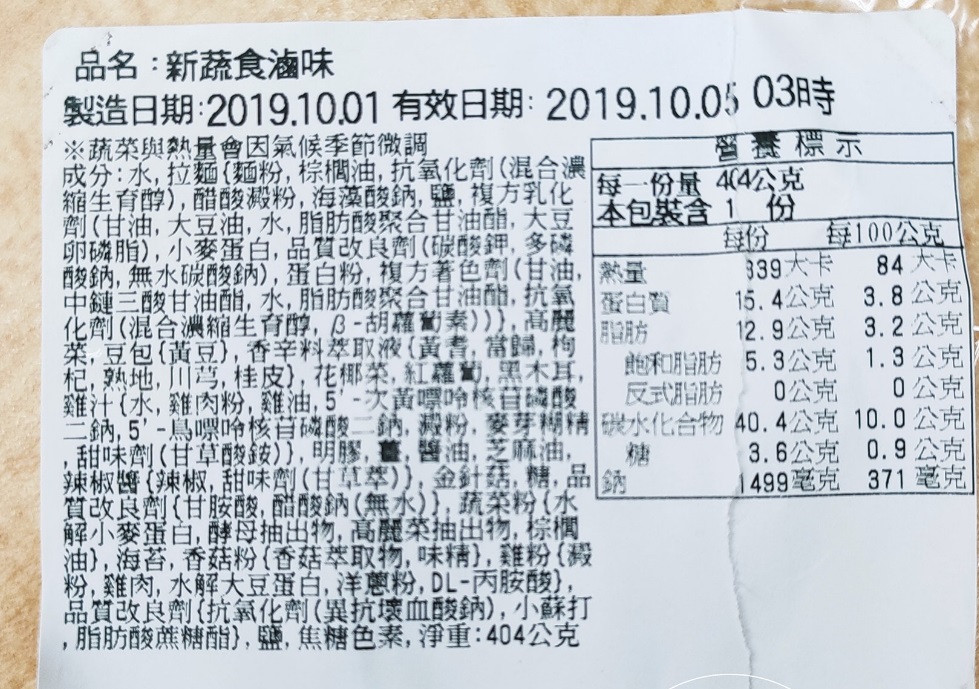 品名：新蔬食滷味
製造日期:2019.10.01 有效日期: 2019.10.05 03時
※蔬菜與熱量會因氣候季節微調
成分:水, 拉麵{麵粉, 棕櫚油, 抗氧化劑(混合濃
縮生育醇), 醋酸澱粉, 海藻酸鈉, 鹽, 複方乳化
劑(甘油, 大豆油, 水, 脂肪酸聚合甘油酯, 大豆
卵磷脂), 小麥蛋白, 品質改良劑(碳酸鉀, 多磷
酸鈉, 無水碳酸鈉), 蛋白粉, 複方著色劑(甘油,
中鏈三酸甘油酯, 水, 脂肪酸聚合甘油酯, 抗氧
化劑(混合濃縮生育醇, β-胡蘿蔔素))}, 高麗
菜, 豆包{黃豆}, 香辛料萃取液{黃耆, 當歸, 枸
杞, 熟地, 川芎, 桂皮}, 花椰菜, 紅蘿蔔, 黑木耳,
雞汁{水, 雞肉粉, 雞油, 5'-次黃嘌呤核苷磷酸
二鈉, 5'-鳥嘌呤核苷磷酸二鈉, 澱粉, 麥芽糊精
, 甜味劑(甘草酸銨)}, 明膠, 薑, 醬油, 芝麻油,
辣椒醬{辣椒, 甜味劑(甘草萃)}, 金針菇, 糖, 品
質改良劑{甘胺酸, 醋酸鈉(無水)}, 蔬菜粉{水
解小麥蛋白, 酵母抽出物, 高麗菜抽出物, 棕櫚
油}, 海苔, 香菇粉{香菇萃取物, 味精}, 雞粉{澱
粉, 雞肉, 水解大豆蛋白, 洋蔥粉, DL-丙胺酸},
品質改良劑{抗氧化劑(異抗壞血酸鈉), 小蘇打
, 脂肪酸蔗糖酯}, 鹽, 焦糖色素, 淨重:404公克
營養標示
每一份量 404公克
本包裝含 1 份
每份 每100公克
熱量 339大卡 84 大卡
蛋白質 15.4公克 3.8 公克
脂肪 12.9公克 3.2 公克
飽和脂肪 5.3公克 1.3 公克
反式脂肪 0公克 0 公克
碳水化合物 40.4公克 10.0 公克
糖 3.6公克 0.9 公克
鈉 1499毫克 371 毫克